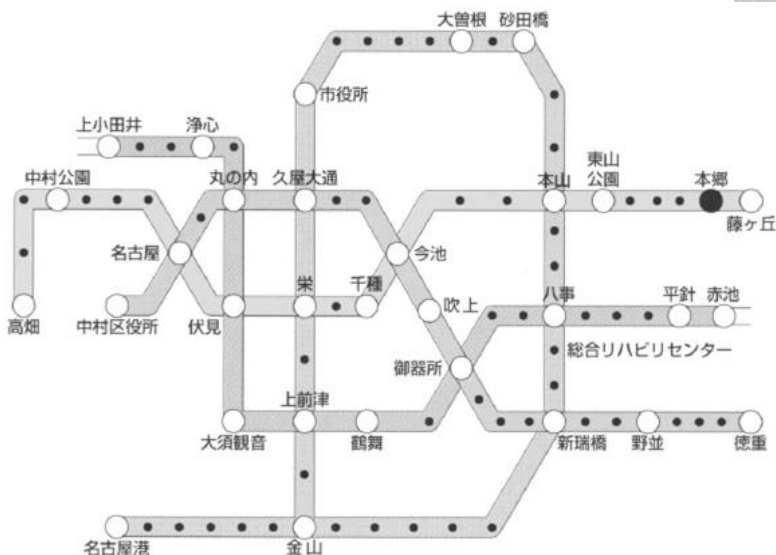 大曽根 砂田橋
市役所
上小田井 浄心
東山
公園
中村公園 丸の内 久屋大通 本山 本郷
藤ヶ丘
名古屋 今池
栄 千種 吹上 八事 平針 赤池
高畑 中村区役所 伏見
総合リハビリセンター
御器所
上前津
大須観音 鶴舞 新瑞橋 野並 徳重
名古屋港 金山